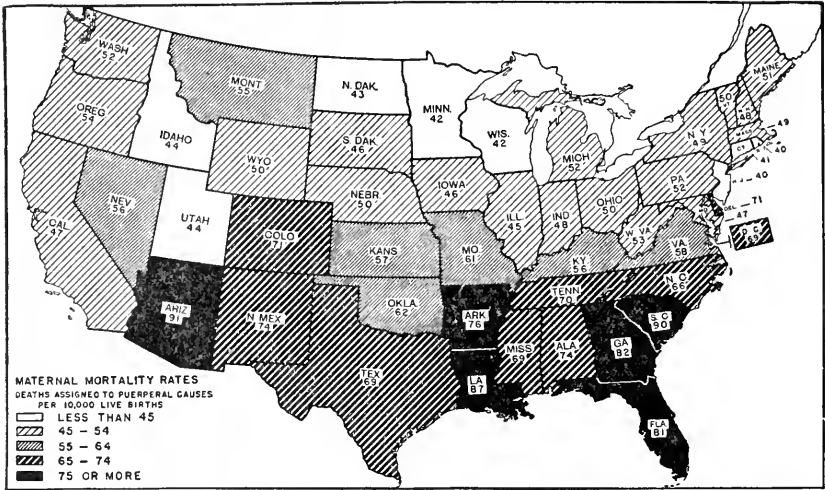 WASH
52
MONT
55
N. DAK.
43
MINN.
42
MAINE
51
OREG
54
IDAHO
44
WYO
50
S. DAK.
46
WIS.
42
MICH
52
50
48
N Y
49
MASS
49
CT
40
41
N J
40
PA
52
NEV
56
UTAH
44
NEBR
50
IOWA
46
ILL.
45
IND
48
OHIO
50
DEL
71
47
W VA.
53
VA.
58
D. C.
CAL
47
COLO
71
KANS
57
MO.
61
KY
56
N C
66
TENN
70
ARIZ
91
N MEX
74
OKLA.
62
ARK
76
S C
90
MISS
69
ALA
74
GA
82
TEX
69
LA
87
FLA
81
MATERNAL MORTALITY RATES
DEATHS ASSIGNED TO PUERPERAL CAUSES
PER 10,000 LIVE BIRTHS
LESS THAN 45
45 – 54
55 – 64
65 – 74
75 OR MORE